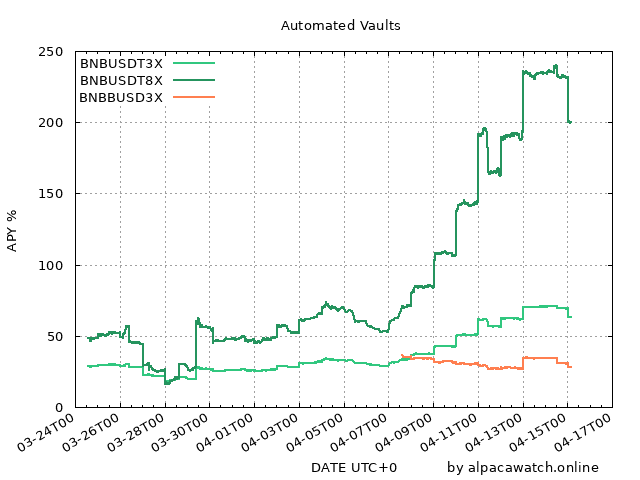 Automated Vaults
BNBUSDT3X
BNBUSDT8X
BNBBUSD3X
250
200
150
100
50
0
APY %
03-24T00
03-26T00
03-28T00
03-30T00
04-01T00
04-03T00
04-05T00
04-07T00
04-09T00
04-11T00
04-13T00
04-15T00
04-17T00
DATE UTC+0
by alpacawatch.online